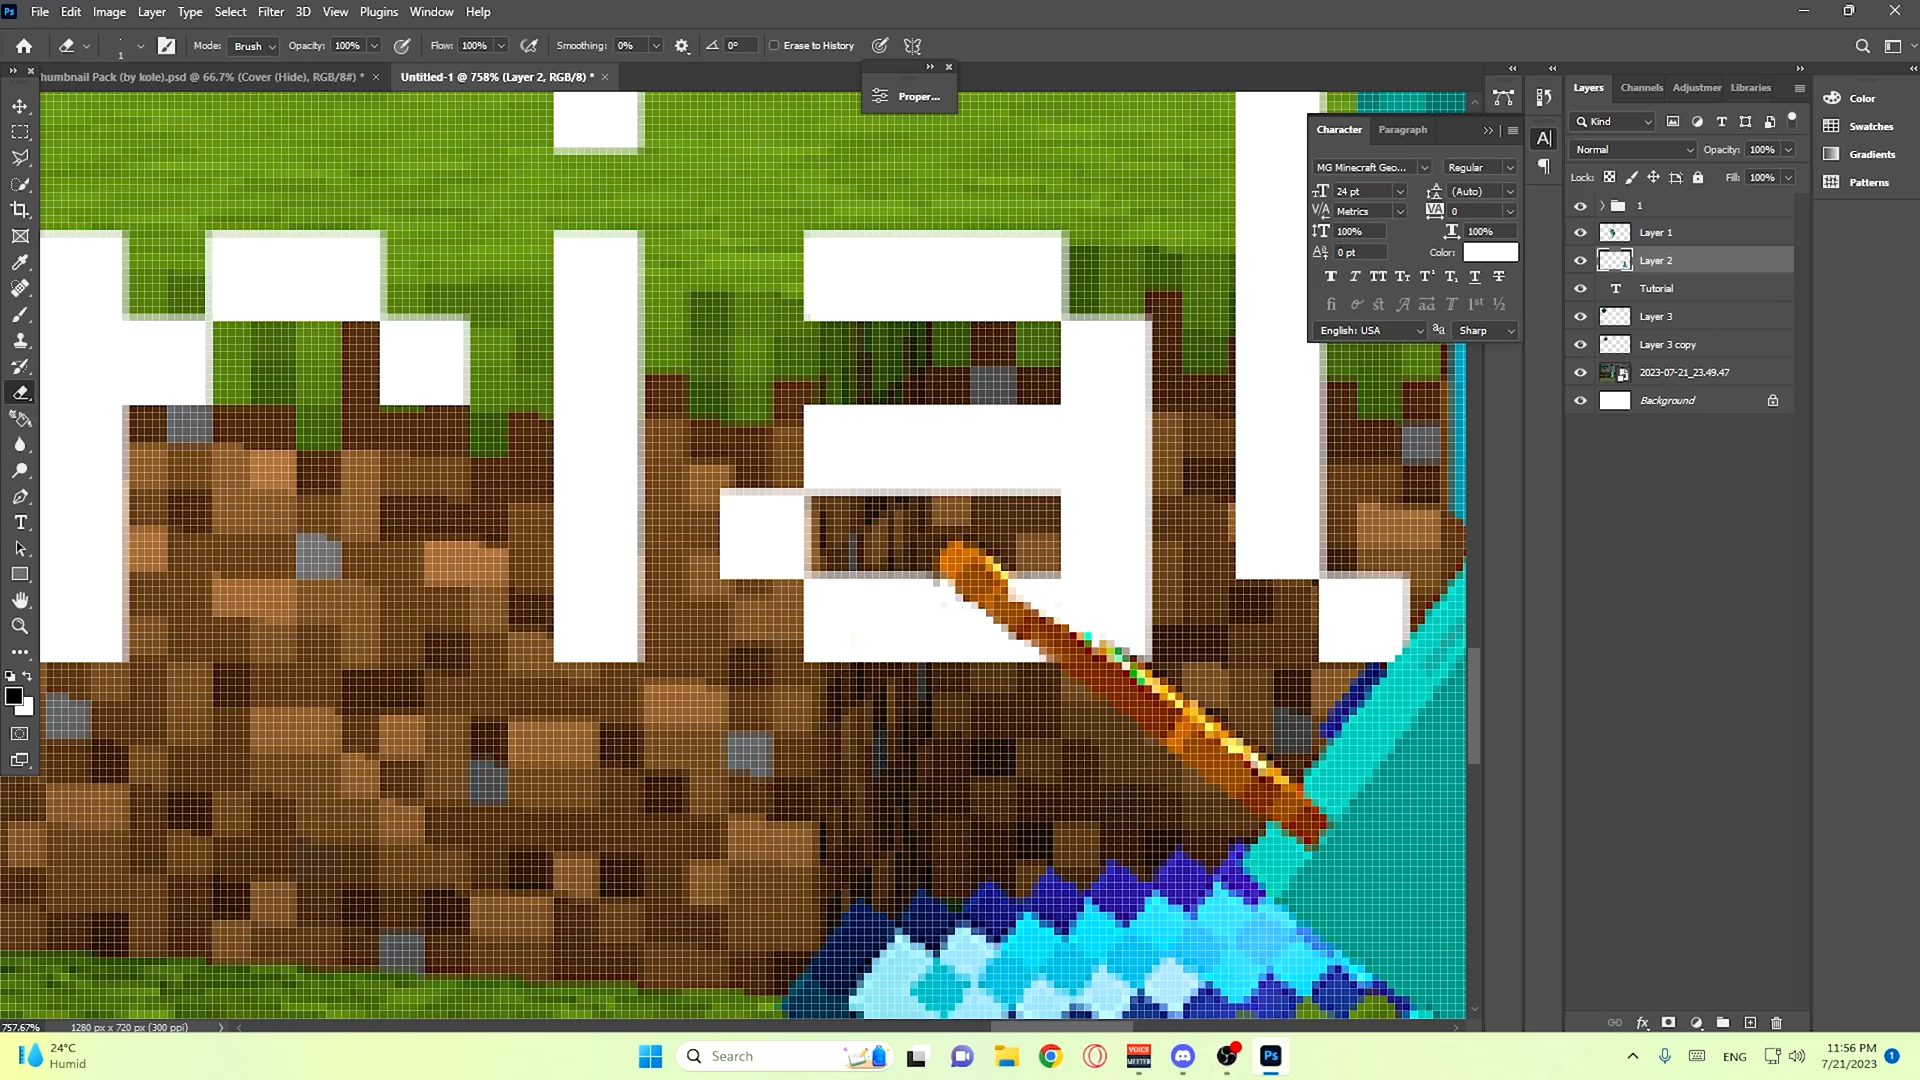 File Edit Image Layer Type Select Filter 3D View Plugins Window Help
1 Mode: Brush Opacity: 100% Flow: 100% Smoothing: 0% 0° Erase to History
humbnail Pack (by kole).psd @ 66.7% (Cover (Hide), RGB/8#) * × Untitled-1 @ 758% (Layer 2, RGB/8) * ×
Proper...
Layers Channels Adjustmer Libraries
Color
Kind
Swatches
Character Paragraph
Normal Opacity: 100%
Gradients
MG Minecraft Geo... Regular
Lock: Fill: 100%
Patterns
24 pt (Auto)
Metrics 0
100% 100%
0 pt Color:
English: USA Sharp
1
Layer 1
Layer 2
Tutorial
Layer 3
Layer 3 copy
2023-07-21_23.49.47
Background
757.67% 1280 px x 720 px (300 ppi)
24°C
Humid
Search
VOICE
MEETER
Ps
ENG
11:56 PM
7/21/2023
1